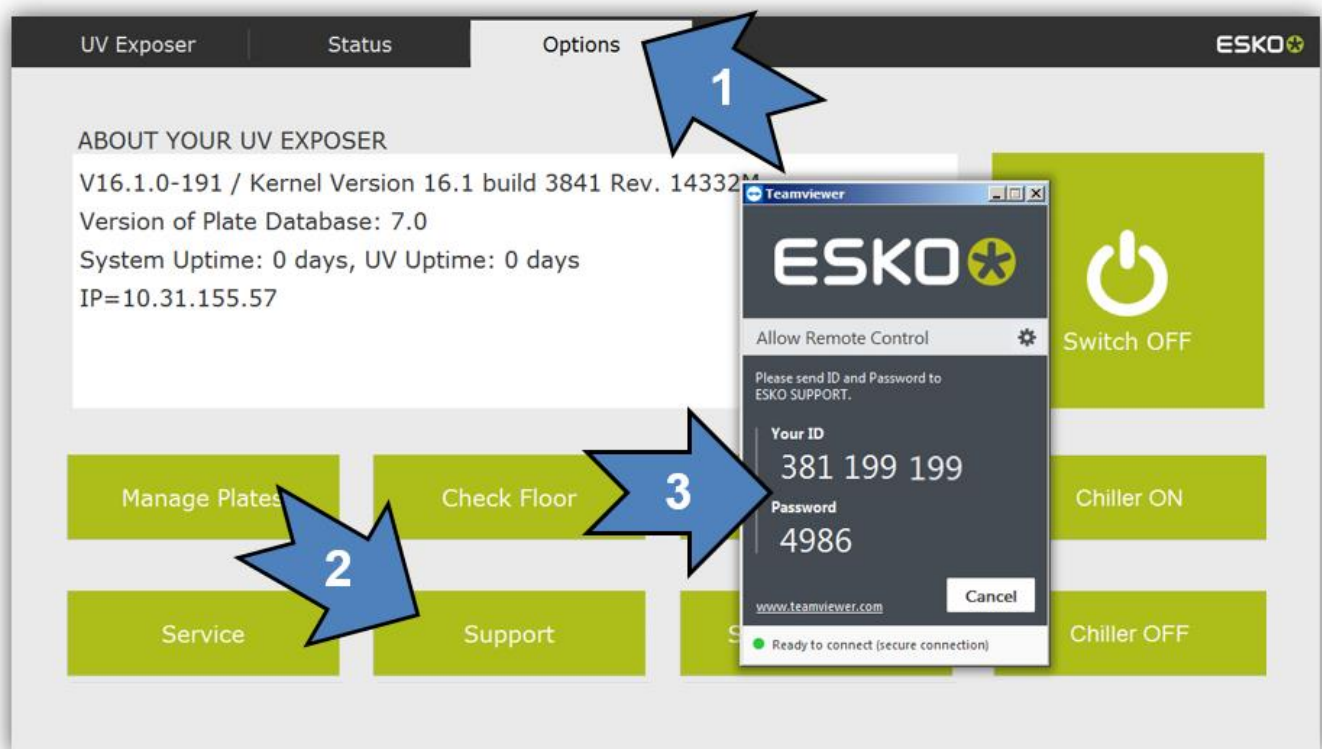 UV Exposer
Status
Options
ESKO
1
ABOUT YOUR UV EXPOSER
V16.1.0-191 / Kernel Version 16.1 build 3841 Rev. 14332M
Version of Plate Database: 7.0
System Uptime: 0 days, UV Uptime: 0 days
IP=10.31.155.57
Teamviewer
ESKO
Allow Remote Control
Please send ID and Password to
ESKO SUPPORT.
Your ID
381 199 199
Password
4986
www.teamviewer.com
Cancel
Ready to connect (secure connection)
Switch OFF
Manage Plates
Check Floor
3
Chiller ON
2
Service
Support
S
Chiller OFF